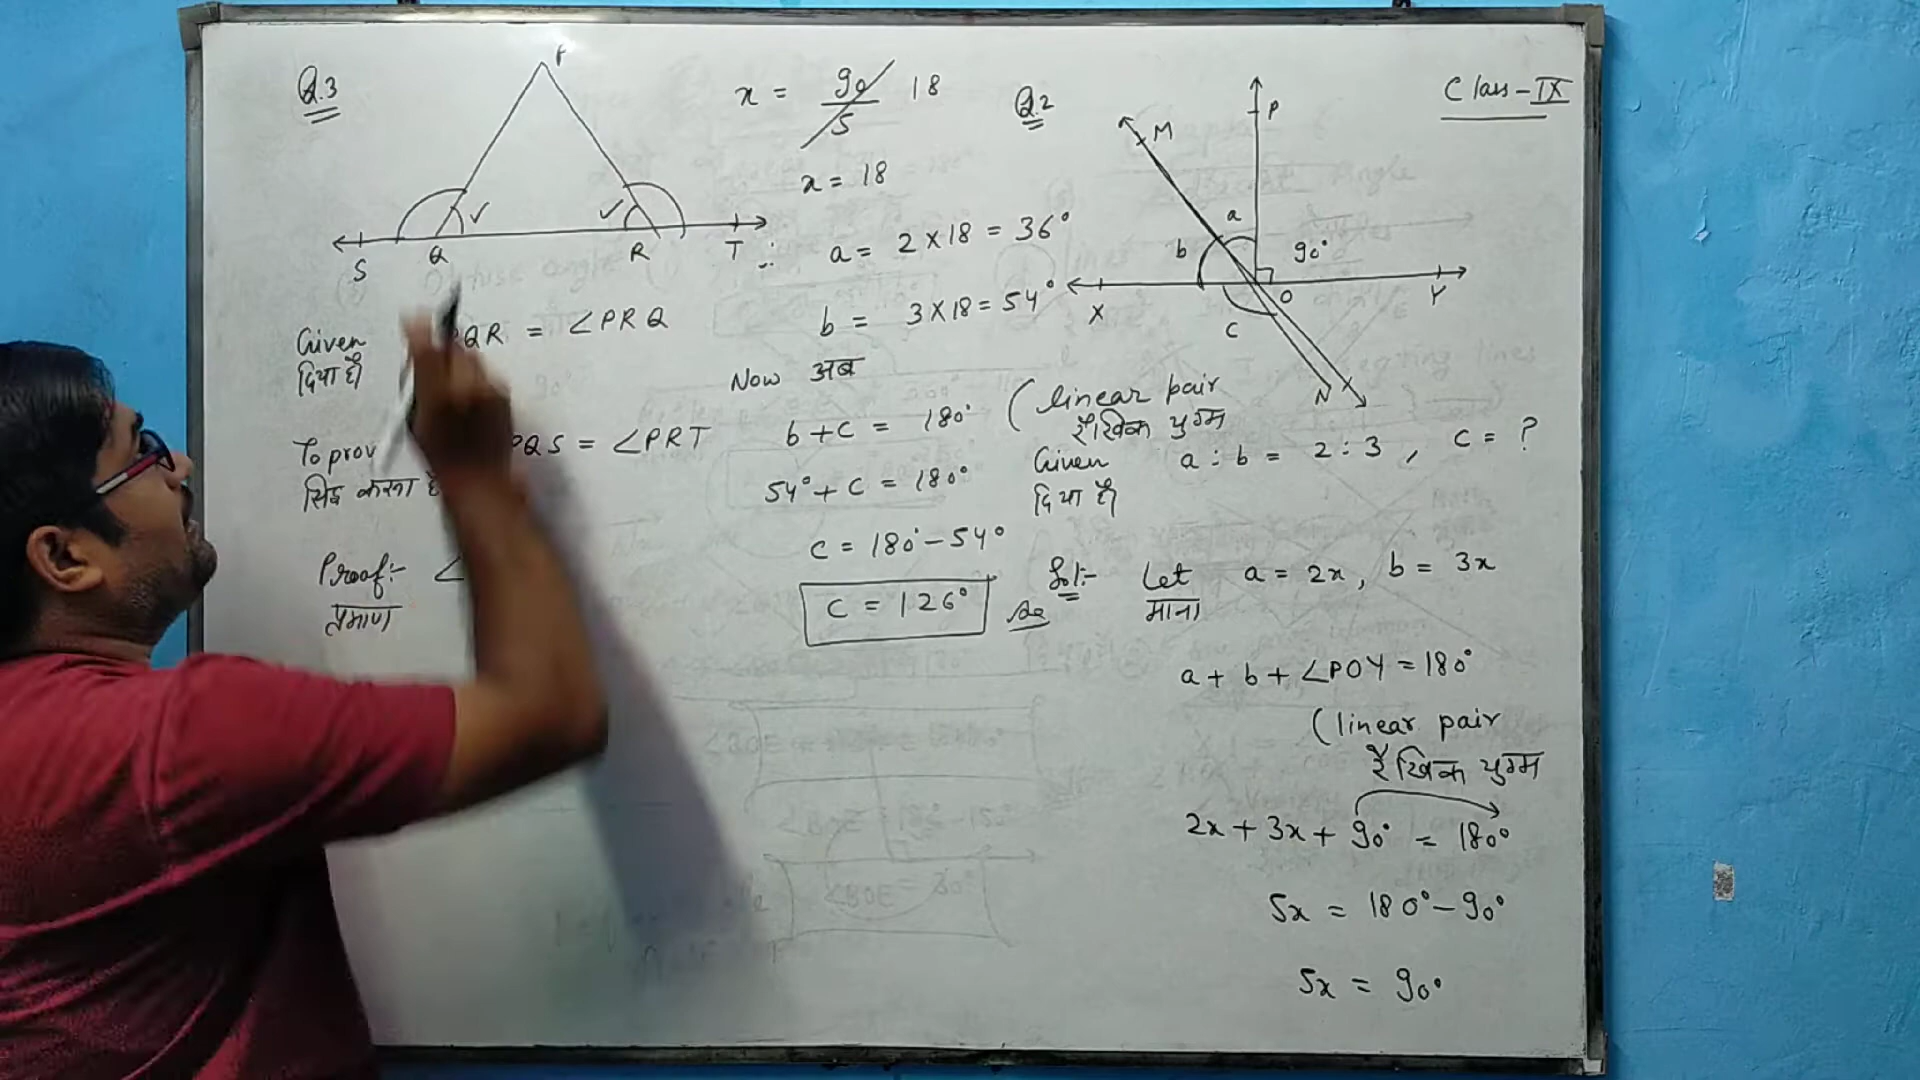 Class-IX
Q.3
P
S
Q
R
T
Given PQR = ∠PRQ
दिया है
To prov PQS = ∠PRT
सिद्ध करना है
Proof:- ∠
प्रमाण
x = 90/5 18
x = 18
∴ a = 2 × 18 = 36°
b = 3 × 18 = 54°
Now अब
b + c = 180° (linear pair
रैखिक युग्म
54° + c = 180°
c = 180° - 54°
c = 126°
Q.2
M
P
a
b
90°
X
O
Y
c
N
Given a : b = 2 : 3 , c = ?
दिया है
Sol:- Let a = 2x, b = 3x
माना
a + b + ∠POY = 180°
(linear pair
रैखिक युग्म
2x + 3x + 90° = 180°
5x = 180° - 90°
5x = 90°